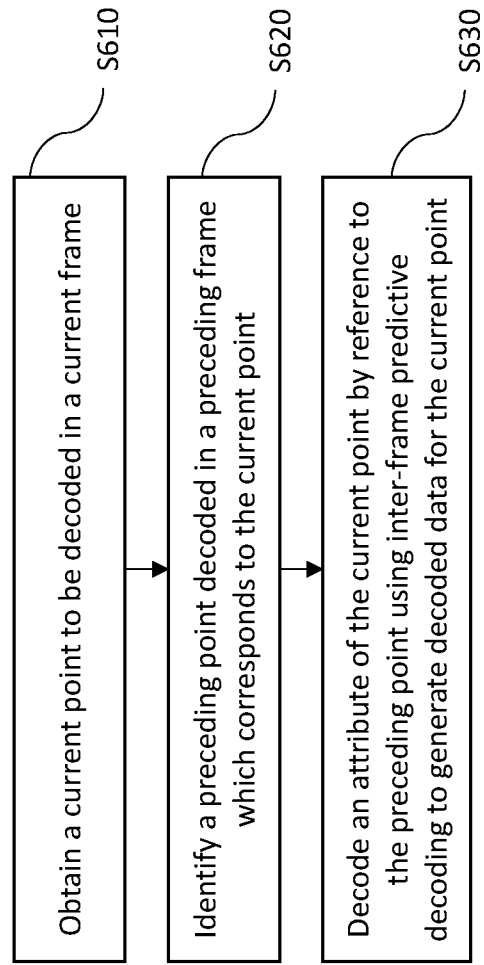 Obtain a current point to be decoded in a current frame
S610
Identify a preceding point decoded in a preceding frame
which corresponds to the current point
S620
Decode an attribute of the current point by reference to
the preceding point using inter-frame predictive
decoding to generate decoded data for the current point
S630